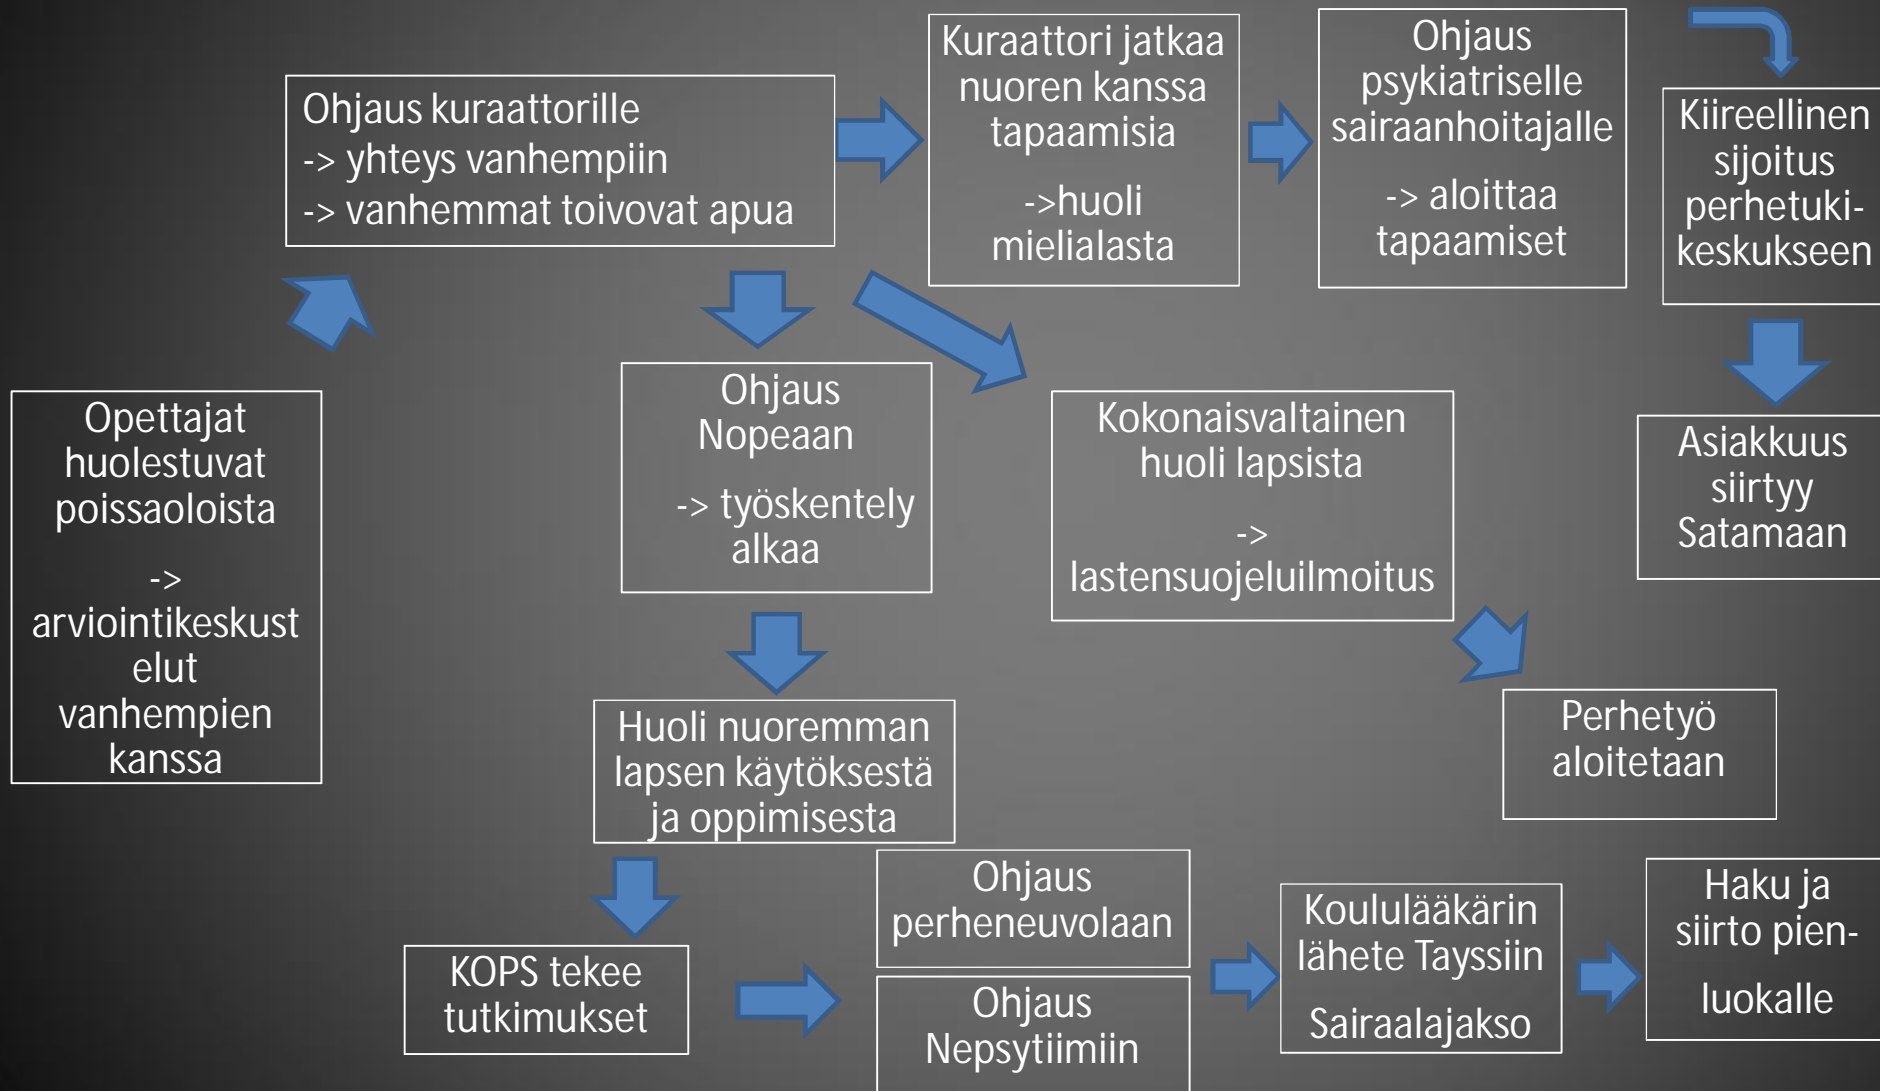 Opettajat
huolestuvat
poissaoloista
->
arviointikeskust
elut
vanhempien
kanssa
Ohjaus kuraattorille
-> yhteys vanhempiin
-> vanhemmat toivovat apua
Kuraattori jatkaa
nuoren kanssa
tapaamisia
->huoli
mielialasta
Ohjaus
psykiatriselle
sairaanhoitajalle
-> aloittaa
tapaamiset
Kiireellinen
sijoitus
perhetuki-
keskukseen
Asiakkuus
siirtyy
Satamaan
Ohjaus
Nopeaan
-> työskentely
alkaa
Kokonaisvaltainen
huoli lapsista
->
lastensuojeluilmoitus
Perhetyö
aloitetaan
Huoli nuoremman
lapsen käytöksestä
ja oppimisesta
KOPS tekee
tutkimukset
Ohjaus
perheneuvolaan
Ohjaus
Nepsytiimiin
Koululääkärin
lähete Tayssiin
Sairaalajakso
Haku ja
siirto pien-
luokalle